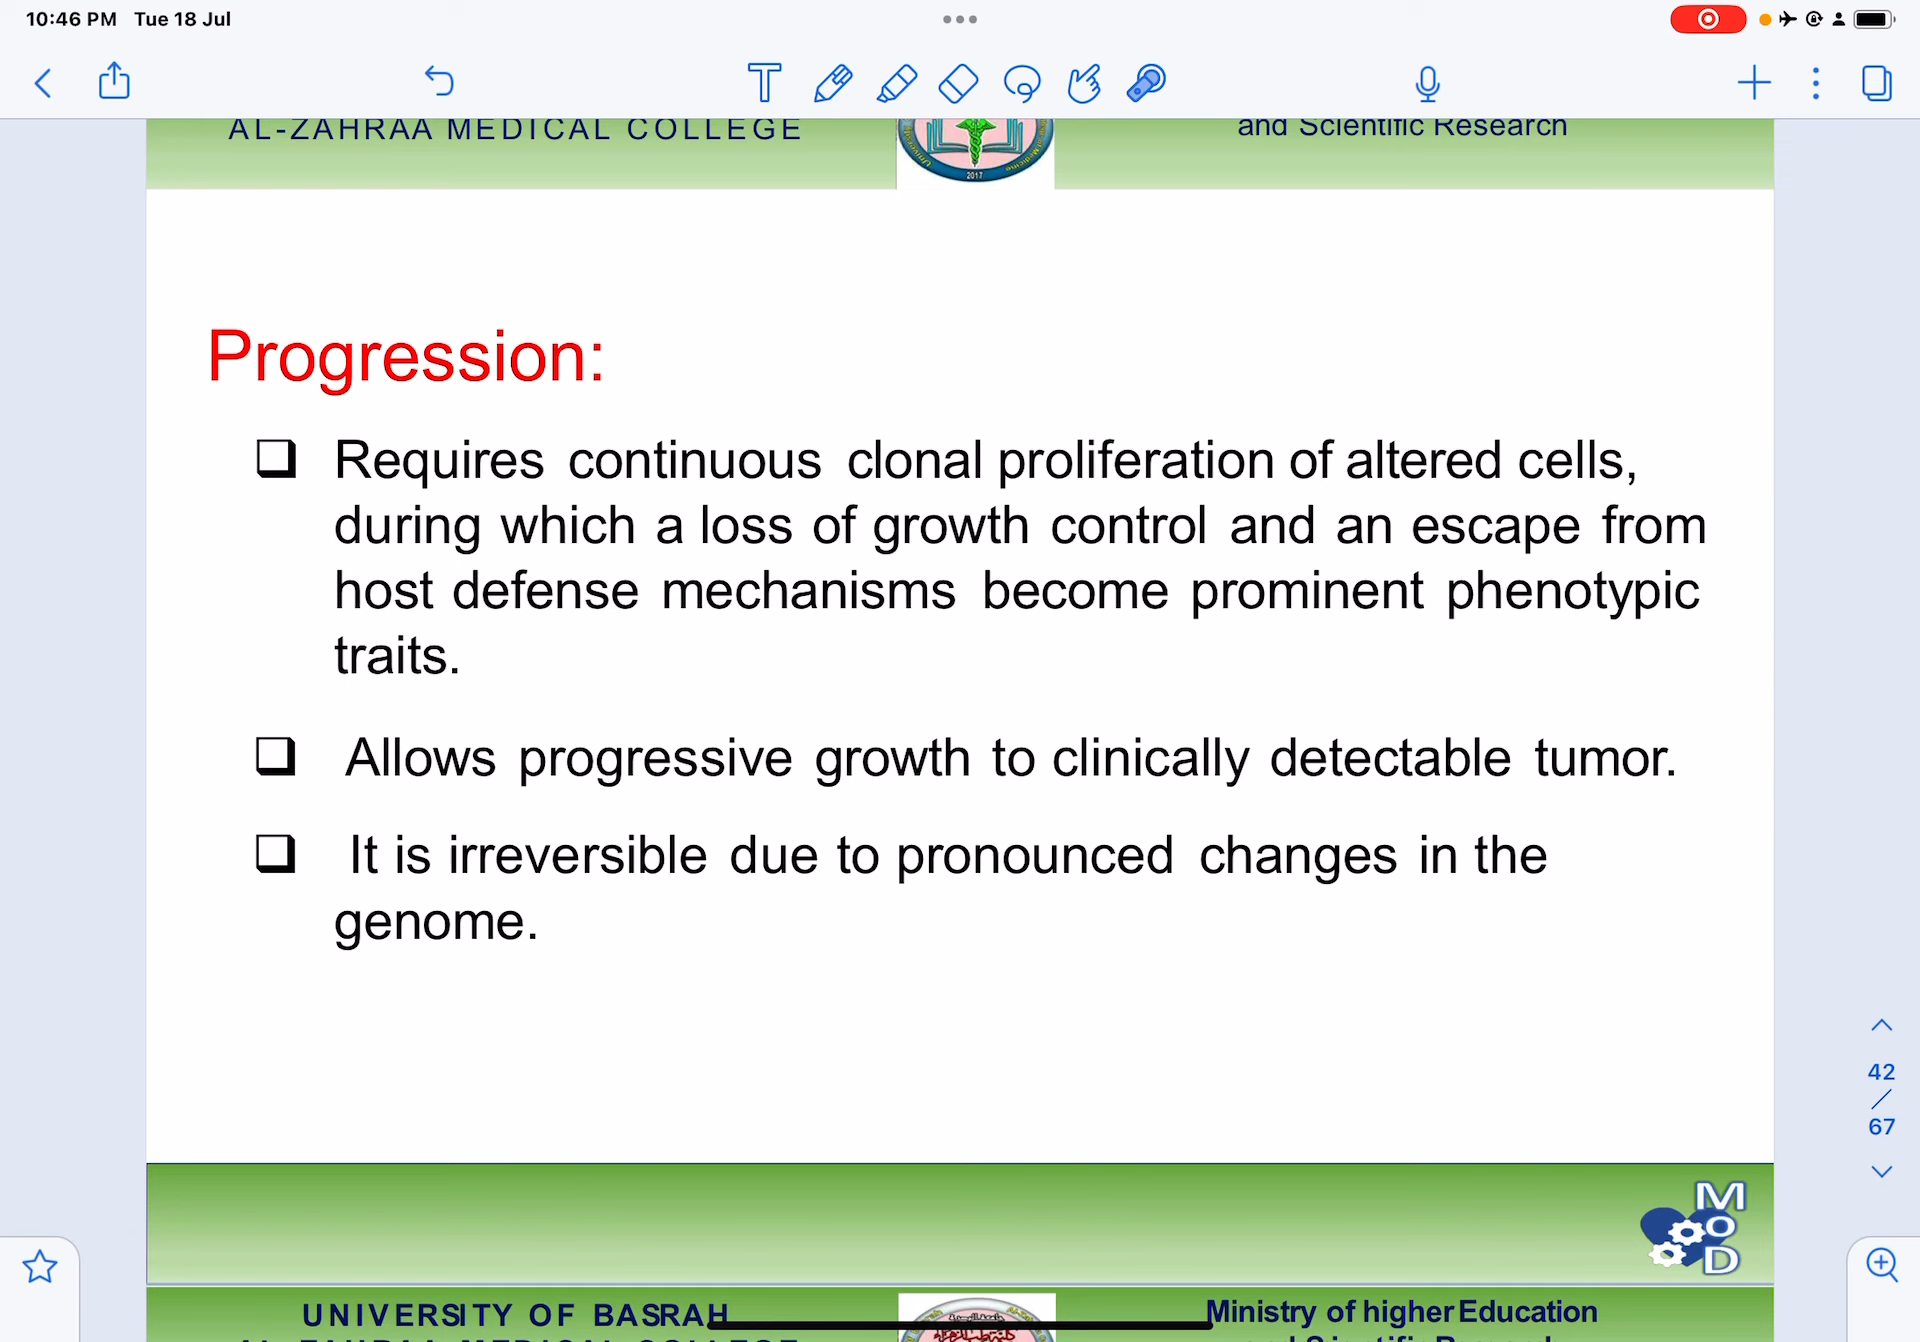 10:46 PM Tue 18 Jul
AL-ZAHRAA MEDICAL COLLEGE
and Scientific Research
2017
Progression:
Requires continuous clonal proliferation of altered cells,
during which a loss of growth control and an escape from
host defense mechanisms become prominent phenotypic
traits.
Allows progressive growth to clinically detectable tumor.
It is irreversible due to pronounced changes in the
genome.
42
/
67
M
O
D
UNIVERSITY OF BASRAH
Ministry of higher Education